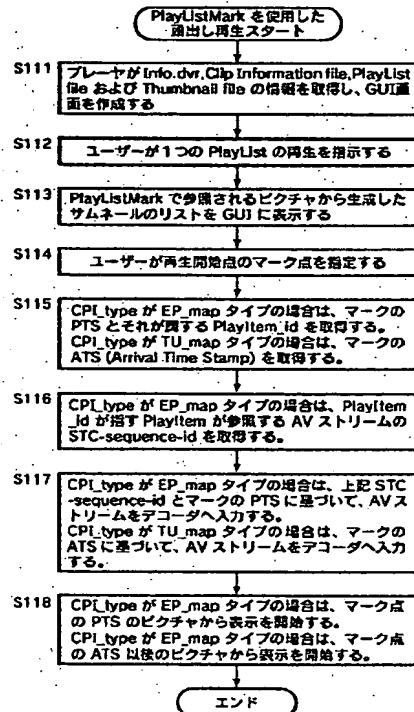 PlayListMark を使用した
頭出し再生スタート
S111
プレーヤが Info.dvr,Clip Information file,PlayList
file および Thumbnail file の情報を取得し、GUI画
面を作成する
S112
ユーザーが1つの PlayList の再生を指示する
S113
PlayListMark で参照されるピクチャから生成した
サムネールのリストを GUI に表示する
S114
ユーザーが再生開始点のマーク点を指定する
S115
CPI_type が EP_map タイプの場合は、マークの
PTS とそれが属する PlayItem_id を取得する。
CPI_type が TU_map タイプの場合は、マークの
ATS (Arrival Time Stamp) を取得する。
S116
CPI_type が EP_map タイプの場合は、PlayItem
_id が指す PlayItem が参照する AV ストリームの
STC-sequence-id を取得する。
S117
CPI_type が EP_map タイプの場合は、上記 STC
-sequence-id とマークの PTS に基づいて、AVス
トリームをデコーダへ入力する。
CPI_type が TU_map タイプの場合は、マークの
ATS に基づいて、AV ストリームをデコーダへ入力
する。
S118
CPI_type が EP_map タイプの場合は、マーク点
の PTS のピクチャから表示を開始する。
CPI_type が EP_map タイプの場合は、マーク点
の ATS 以後のピクチャから表示を開始する。
エンド